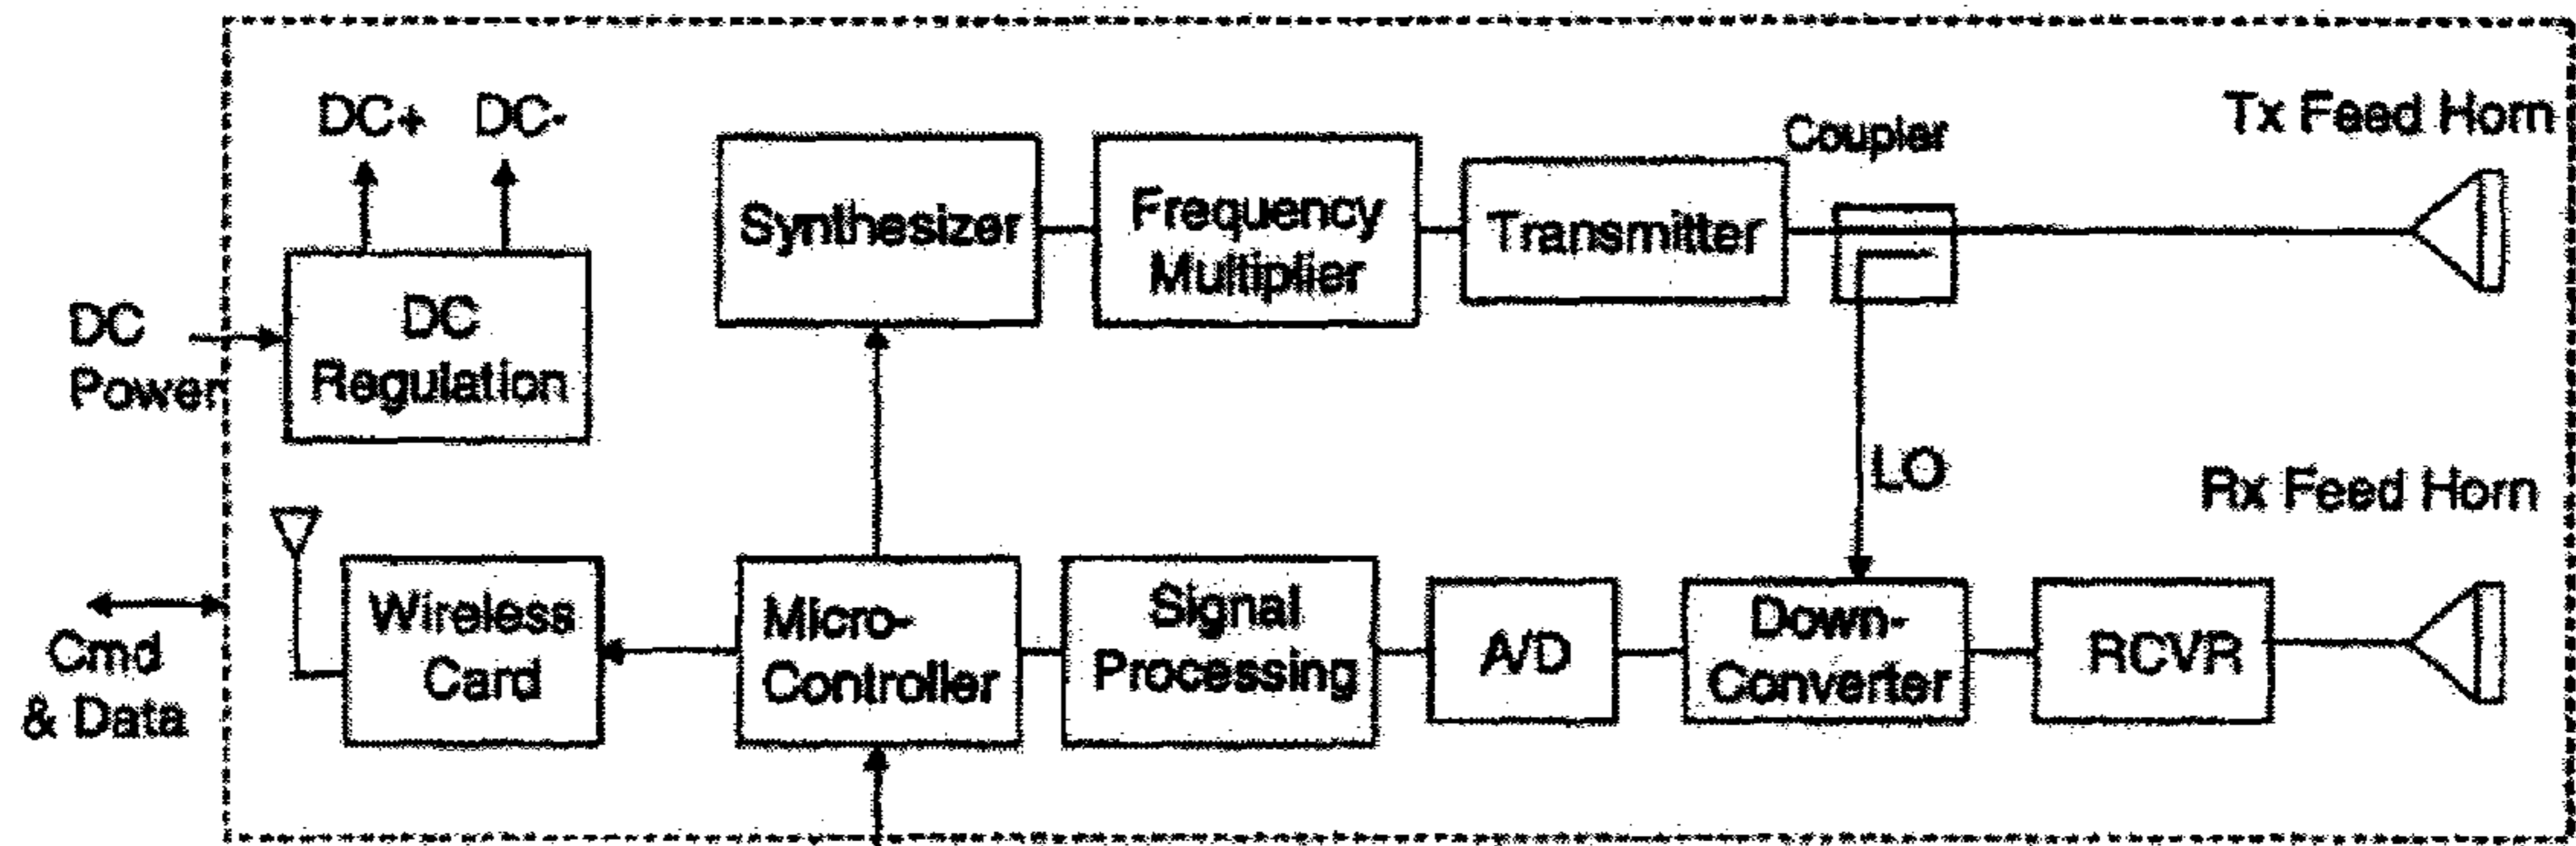 DC+ DC-
Tx Feed Horn
Coupler
Synthesizer
Frequency
Multiplier
Transmitter
DC
Power
DC
Regulation
LO
Rx Feed Horn
Cmd
& Data
Wireless
Card
Micro-
Controller
Signal
Processing
A/D
Down-
Converter
RCVR